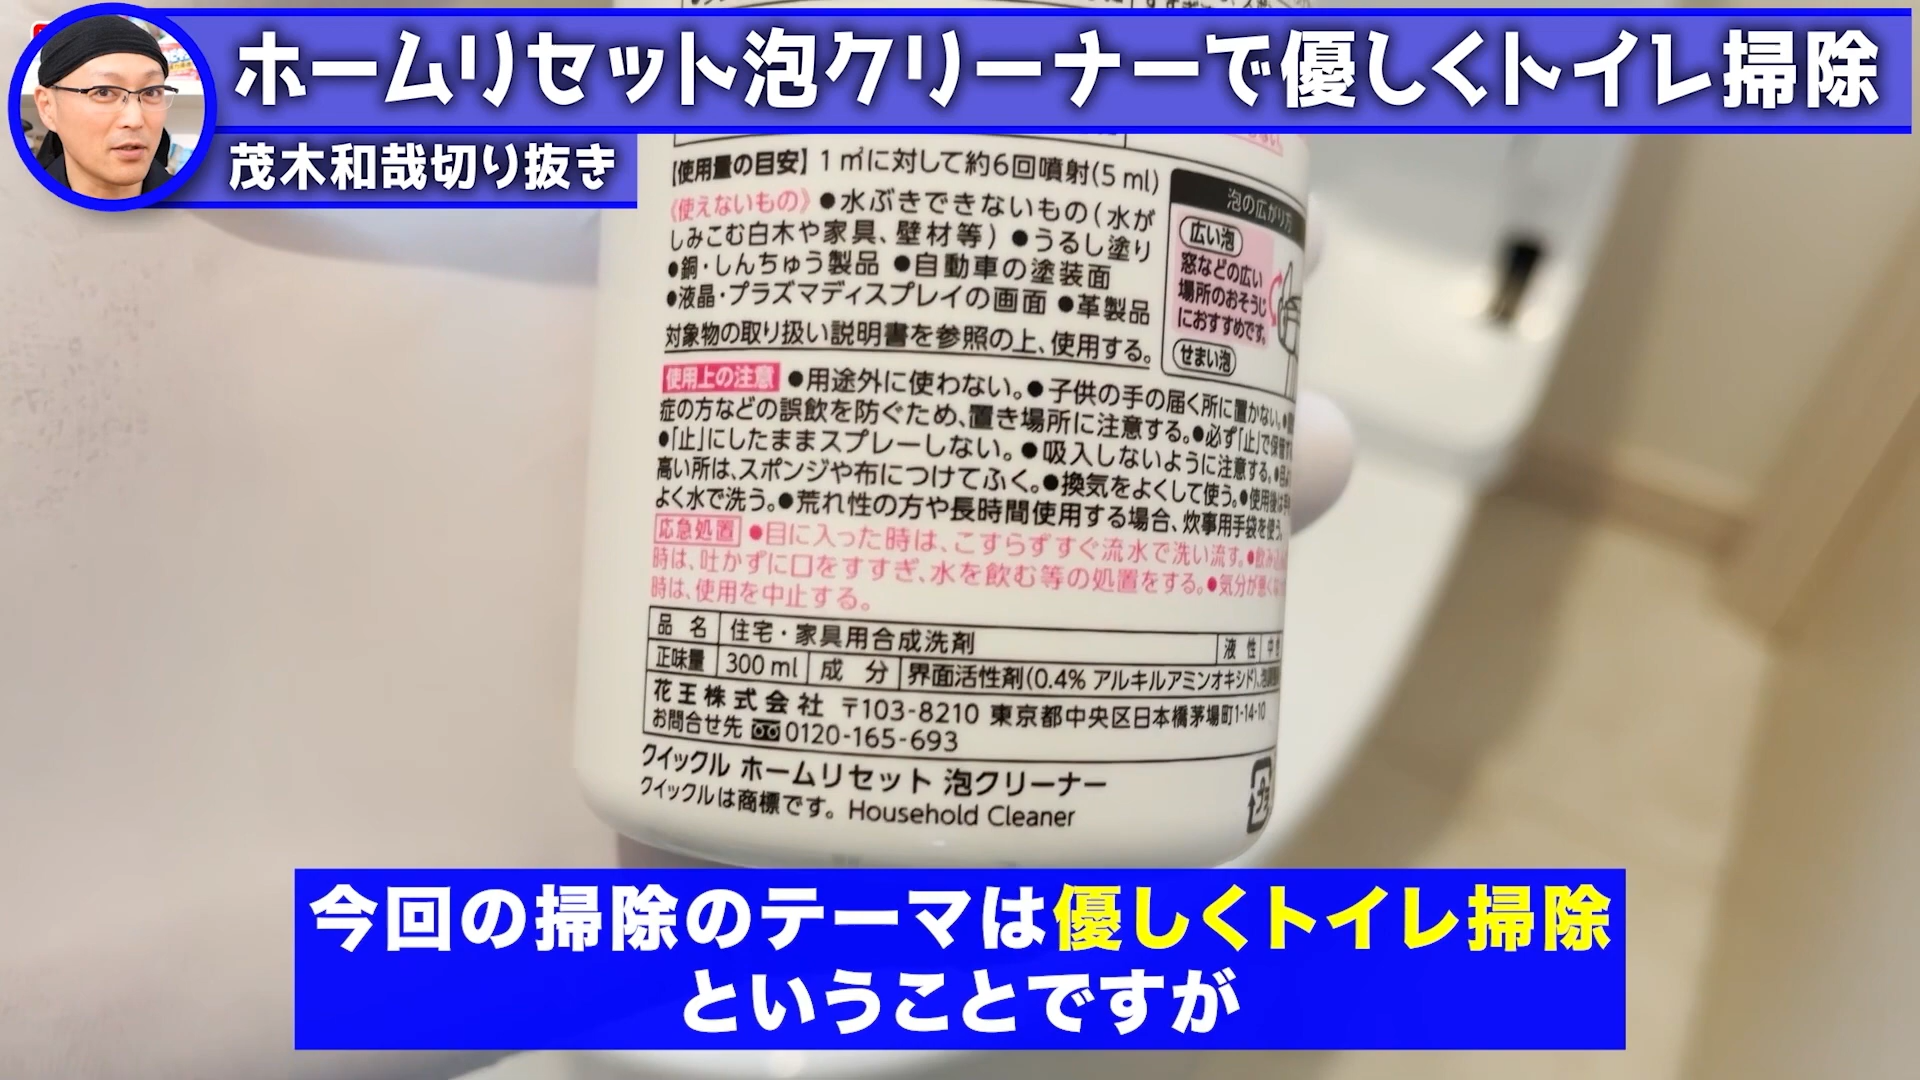 ホームリセット泡クリーナーで優しくトイレ掃除
茂木和哉切り抜き
【使用量の目安】1㎡に対して約6回噴射(5ml)
《使えないもの》●水ぶきできないもの(水が
しみこむ白木や家具、壁材等)●うるし塗り
●銅・しんちゅう製品 ●自動車の塗装面
●液晶・プラズマディスプレイの画面 ●革製品
対象物の取り扱い説明書を参照の上、使用する。
泡の広がり方
広い泡
窓などの広い
場所のおそうじ
におすすめです。
せまい泡
使用上の注意 ●用途外に使わない。●子供の手の届く所に置かない。●
症の方などの誤飲を防ぐため、置き場所に注意する。●必ず「止」で保管
●「止」にしたままスプレーしない。●吸入しないように注意する。●
高い所は、スポンジや布につけてふく。●換気をよくして使う。●使用後は
よく水で洗う。●荒れ性の方や長時間使用する場合、炊事用手袋を使う。
応急処置 ●目に入った時は、こすらずすぐ流水で洗い流す。●飲み込
時は、吐かずに口をすすぎ、水を飲む等の処置をする。●気分が悪く
時は、使用を中止する。
品名 住宅・家具用合成洗剤 液性
正味量 300ml 成分 界面活性剤(0.4% アルキルアミンオキシド)、
花王株式会社 〒103-8210 東京都中央区日本橋茅場町1-14-10
お問合せ先 0120-165-693
クイックル ホームリセット 泡クリーナー
クイックルは商標です。 Household Cleaner
プラ
今回の掃除のテーマは優しくトイレ掃除
ということですが